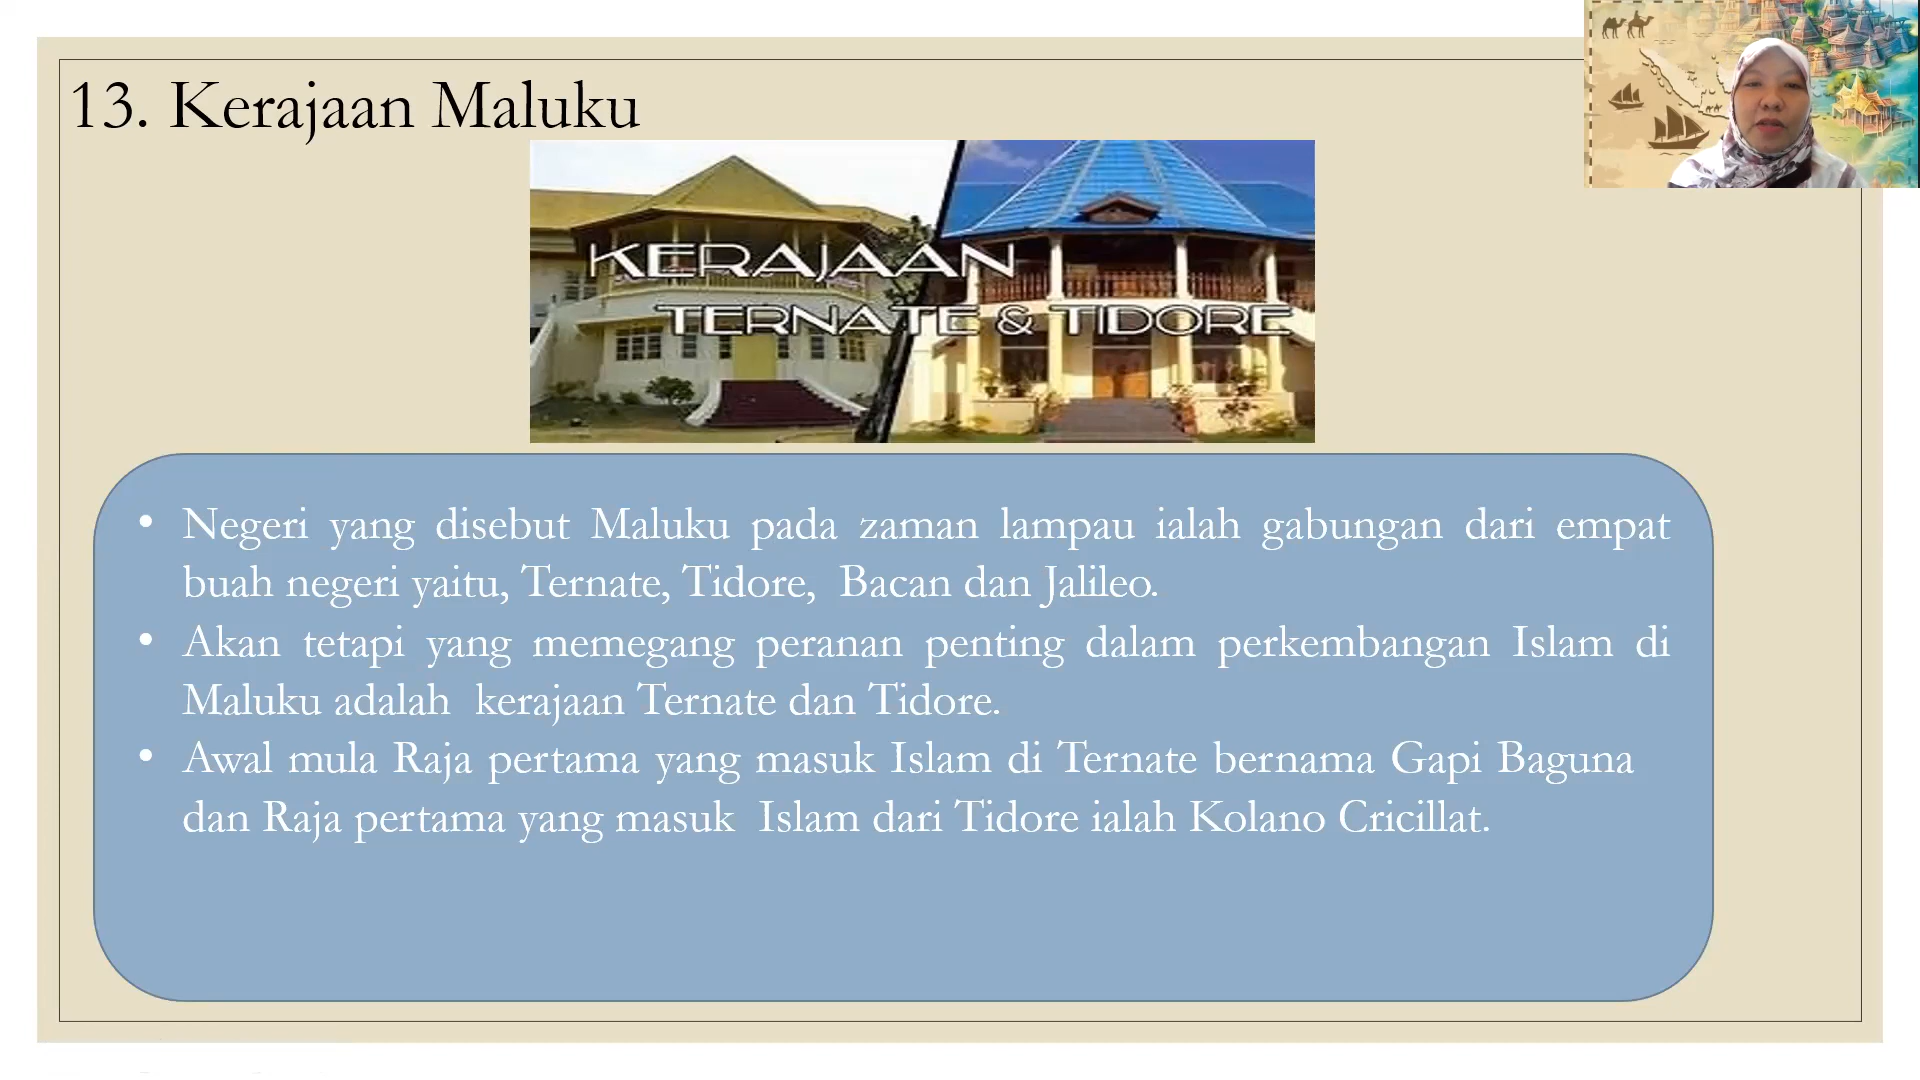 13. Kerajaan Maluku
KERAJAAN
TERNATE & TIDORE
• Negeri yang disebut Maluku pada zaman lampau ialah gabungan dari empat
buah negeri yaitu, Ternate, Tidore, Bacan dan Jalileo.
• Akan tetapi yang memegang peranan penting dalam perkembangan Islam di
Maluku adalah kerajaan Ternate dan Tidore.
• Awal mula Raja pertama yang masuk Islam di Ternate bernama Gapi Baguna
dan Raja pertama yang masuk Islam dari Tidore ialah Kolano Cricillat.